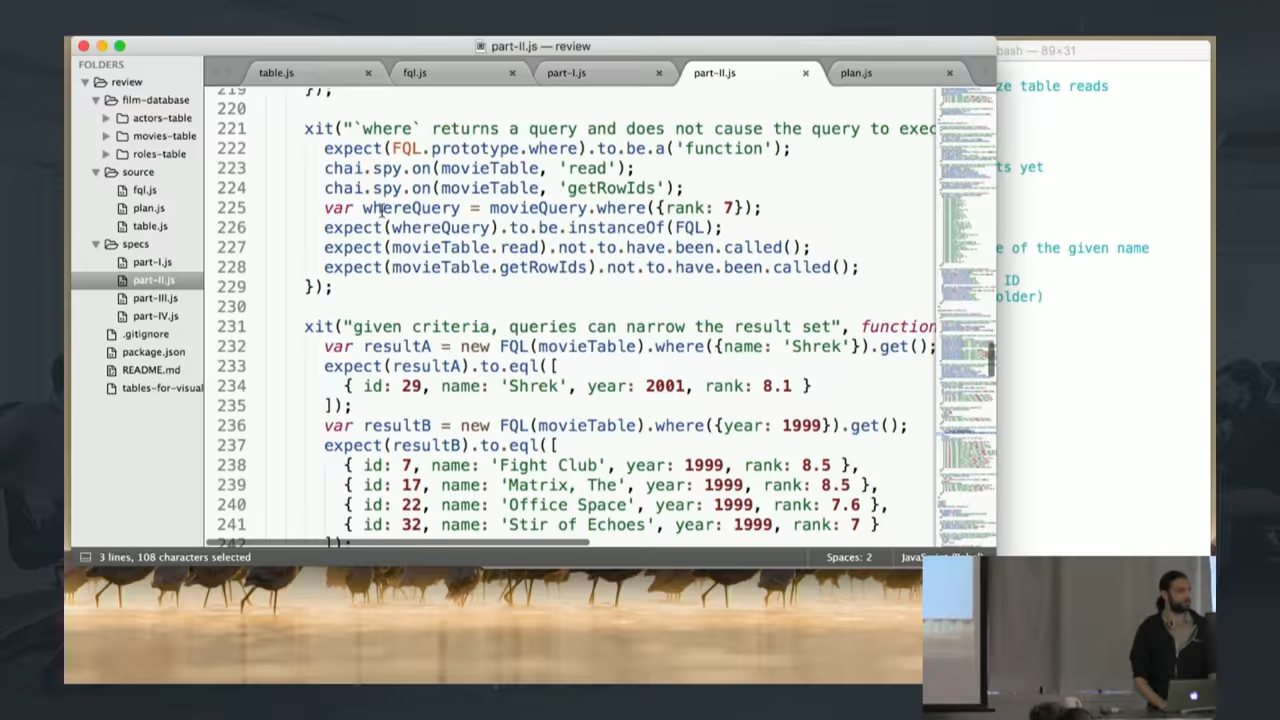 part-II.js — review
bash — 89×31
FOLDERS
review
film-database
actors-table
movies-table
roles-table
source
fql.js
plan.js
table.js
specs
part-I.js
part-II.js
part-III.js
part-IV.js
.gitignore
package.json
README.md
tables-for-visual
table.js
fql.js
part-I.js
part-II.js
plan.js
219 });
220
221 xit("`where` returns a query and does not cause the query to exec
222 expect(FQL.prototype.where).to.be.a('function');
223 chai.spy.on(movieTable, 'read');
224 chai.spy.on(movieTable, 'getRowIds');
225 var whereQuery = movieQuery.where({rank: 7});
226 expect(whereQuery).to.be.instanceOf(FQL);
227 expect(movieTable.read).not.to.have.been.called();
228 expect(movieTable.getRowIds).not.to.have.been.called();
229 });
230
231 xit("given criteria, queries can narrow the result set", function
232 var resultA = new FQL(movieTable).where({name: 'Shrek'}).get();
233 expect(resultA).to.eql([
234 { id: 29, name: 'Shrek', year: 2001, rank: 8.1 }
235 ]);
236 var resultB = new FQL(movieTable).where({year: 1999}).get();
237 expect(resultB).to.eql([
238 { id: 7, name: 'Fight Club', year: 1999, rank: 8.5 },
239 { id: 17, name: 'Matrix, The', year: 1999, rank: 8.5 },
240 { id: 22, name: 'Office Space', year: 1999, rank: 7.6 },
241 { id: 32, name: 'Stir of Echoes', year: 1999, rank: 7 }
242 ]);
3 lines, 108 characters selected
Spaces: 2
ze table reads
ts yet
e of the given name
ID
older)